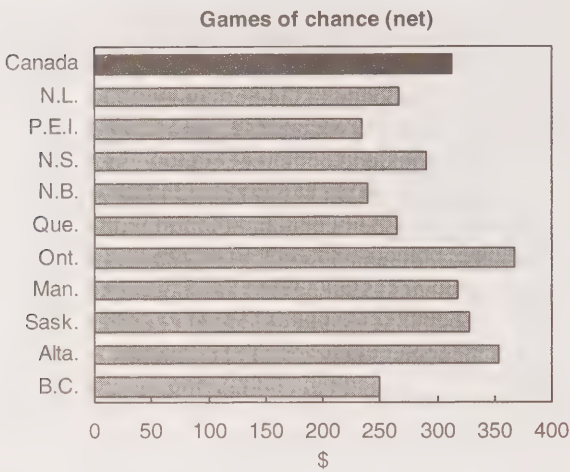 Games of chance (net)
Canada
N.L.
P.E.I.
N.S.
N.B.
Que.
Ont.
Man.
Sask.
Alta.
B.C.
0 50 100 150 200 250 300 350 400
$